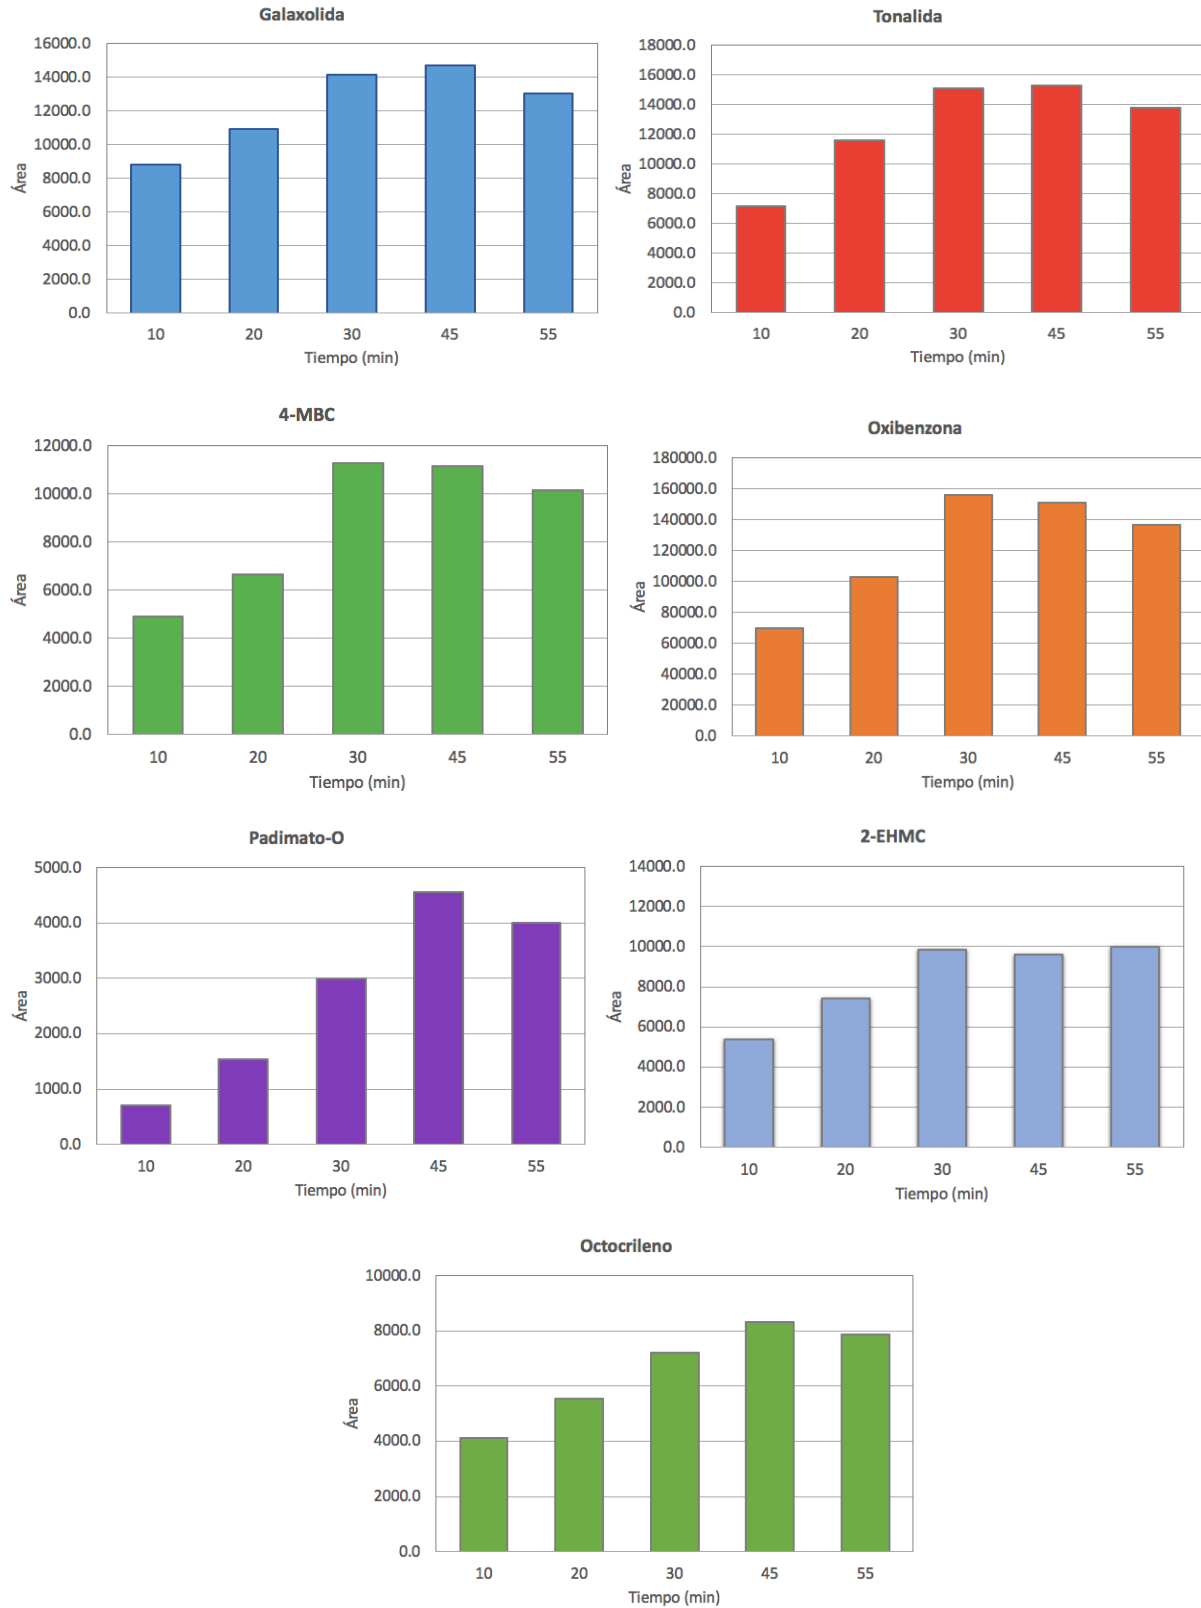 Galaxolida
16000.0
14000.0
12000.0
10000.0
8000.0
6000.0
4000.0
2000.0
0.0
Área
10 20 30 45 55
Tiempo (min)
Tonalida
18000.0
16000.0
14000.0
12000.0
10000.0
8000.0
6000.0
4000.0
2000.0
0.0
Área
10 20 30 45 55
Tiempo (min)
4-MBC
12000.0
10000.0
8000.0
6000.0
4000.0
2000.0
0.0
Área
10 20 30 45 55
Tiempo (min)
Oxibenzona
180000.0
160000.0
140000.0
120000.0
100000.0
80000.0
60000.0
40000.0
20000.0
0.0
Área
10 20 30 45 55
Tiempo (min)
Padimato-O
5000.0
4000.0
3000.0
2000.0
1000.0
0.0
Área
10 20 30 45 55
Tiempo (min)
2-EHMC
14000.0
12000.0
10000.0
8000.0
6000.0
4000.0
2000.0
0.0
Área
10 20 30 45 55
Tiempo (min)
Octocrileno
10000.0
8000.0
6000.0
4000.0
2000.0
0.0
Área
10 20 30 45 55
Tiempo (min)